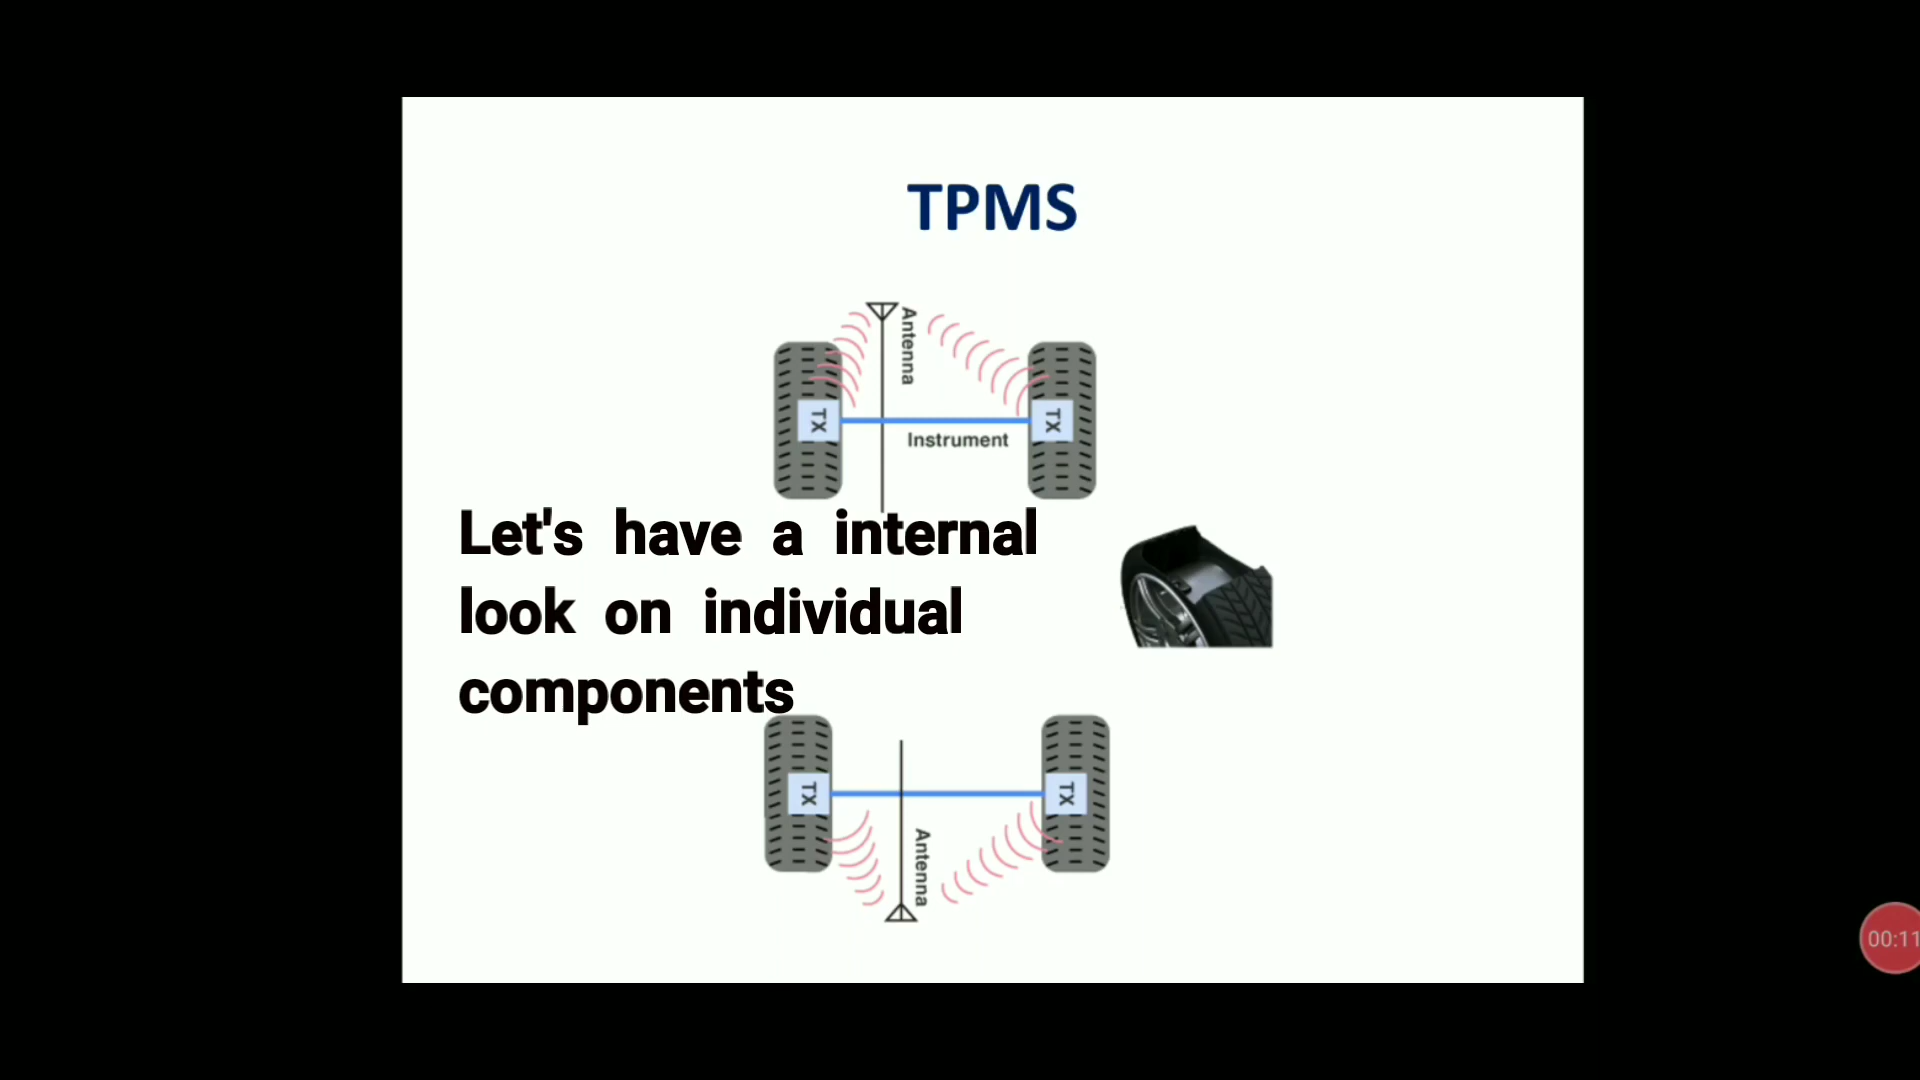 TPMS
Antenna
TX
TX
Instrument
Let's have a internal
look on individual
components
TX
TX
Antenna
00:11